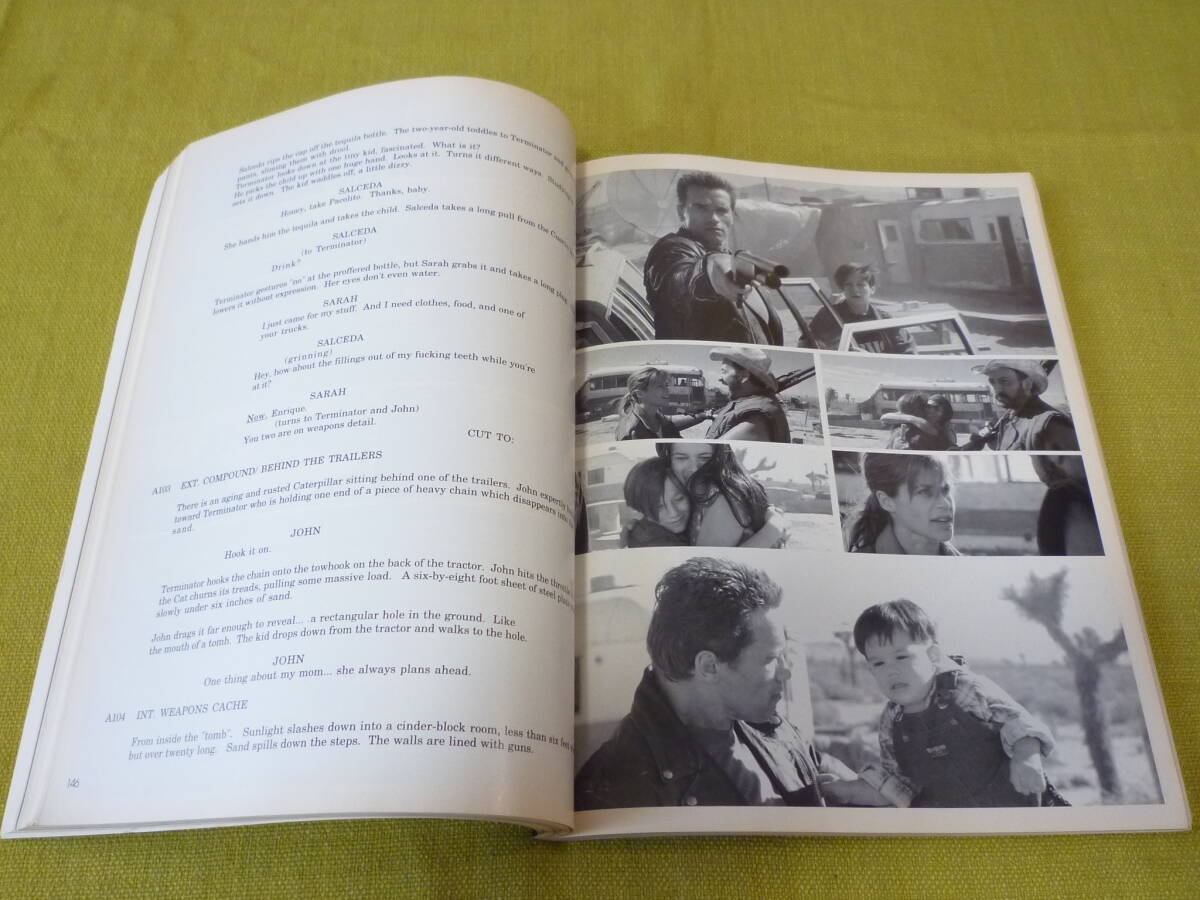 Salceda rips the cap off the tequila bottle. The two-year-old toddles to Terminator and
pants, sliming them with drool.
Terminator looks down at the tiny kid, fascinated. What is it?
He picks the child up with one huge hand. Looks at it. Turns it different ways. Studying
sets it down. The kid waddles off, a little dizzy.
SALCEDA
Honey, take Pacolito. Thanks, baby.
She hands him the tequila and takes the child. Salceda takes a long pull from the Cuervo
SALCEDA
(to Terminator)
Drink?
Terminator gestures "no" at the proffered bottle, but Sarah grabs it and takes a long
lowers it without expression. Her eyes don't even water.
SARAH
I just came for my stuff. And I need clothes, food, and one of
your trucks.
SALCEDA
(grinning)
Hey, how about the fillings out of my fucking teeth while you're
at it?
SARAH
Now, Enrique.
(turns to Terminator and John)
You two are on weapons detail.
CUT TO:
A103 EXT. COMPOUND/ BEHIND THE TRAILERS
There is an aging and rusted Caterpillar sitting behind one of the trailers. John expertly
toward Terminator who is holding one end of a piece of heavy chain which disappears into the
sand.
JOHN
Hook it on.
Terminator hooks the chain onto the towhook on the back of the tractor. John hits the throttle
the Cat churns its treads, pulling some massive load. A six-by-eight foot sheet of steel plate
slowly under six inches of sand.
John drags it far enough to reveal... .a rectangular hole in the ground. Like
the mouth of a tomb. The kid drops down from the tractor and walks to the hole.
JOHN
One thing about my mom... she always plans ahead.
A104 INT. WEAPONS CACHE
From inside the "tomb". Sunlight slashes down into a cinder-block room, less than six feet
but over twenty long. Sand spills down the steps. The walls are lined with guns.
146